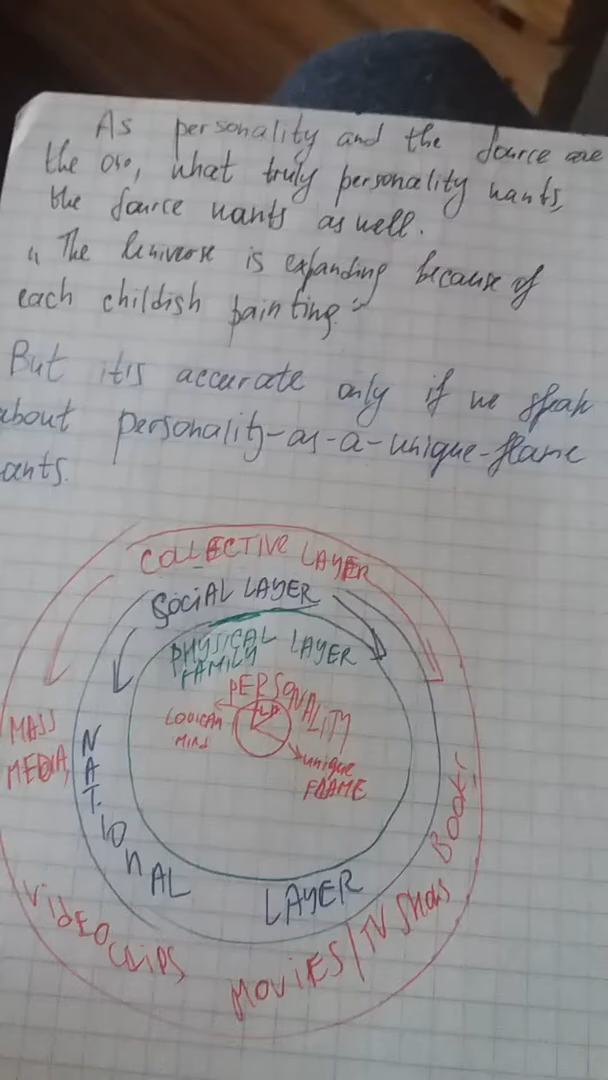 As personality and the Source are
the one, what truly personality wants,
the Source wants as well.
"The Universe is expanding because of
each childish painting."
But it's accurate only if we speak
about personality-as-a-unique-flame
wants.
COLLECTIVE LAYER
SOCIAL LAYER
PHYSICAL LAYER
FAMILY
PERSONALITY
LOGICAL
MIND
UNIQUE
FLAME
MASS
MEDIA,
NATIONAL LAYER
BOOKS
VIDEOCLIPS
MOVIES/TV SHOWS